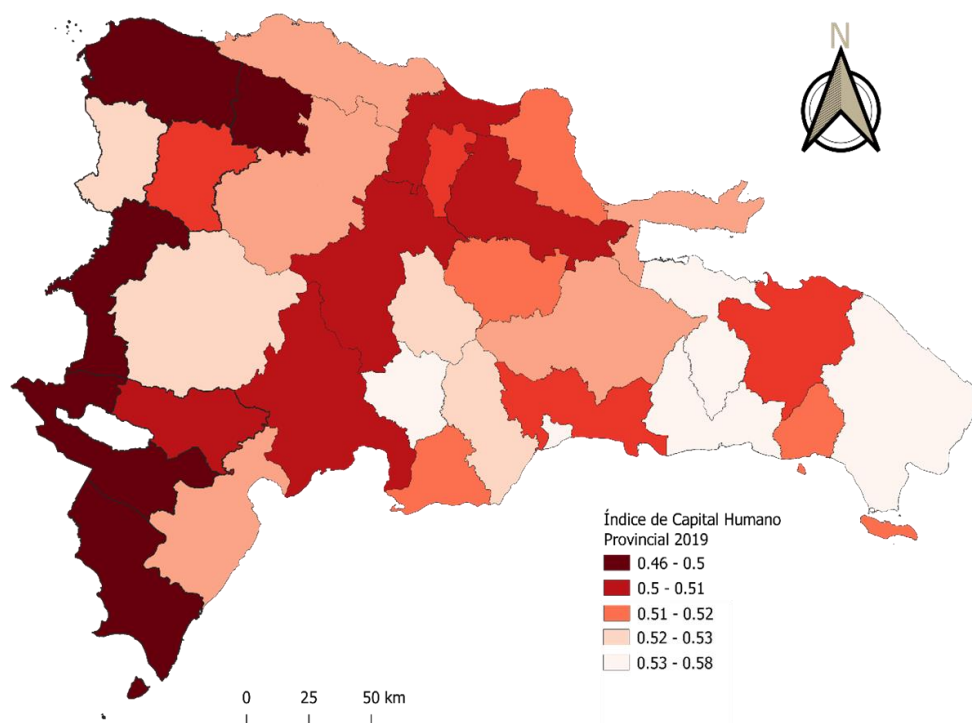 N
Índice de Capital Humano
Provincial 2019
0.46 - 0.5
0.5 - 0.51
0.51 - 0.52
0.52 - 0.53
0.53 - 0.58
0 25 50 km